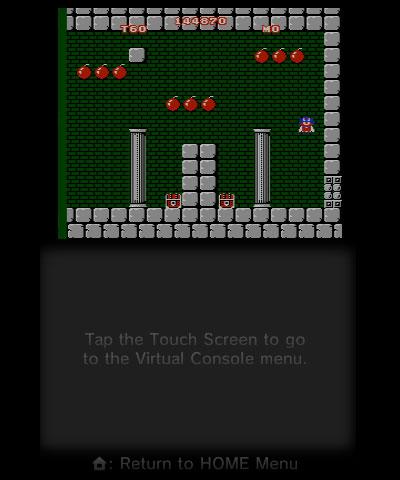 144870
T60 M0
Tap the Touch Screen to go
to the Virtual Console menu.
: Return to HOME Menu